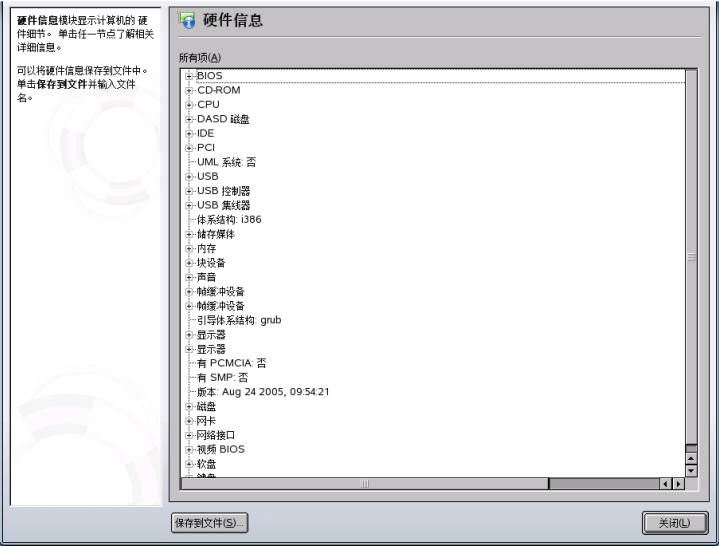 硬件信息模块显示计算机的 硬
件细节。 单击任一节点了解相关
详细信息。
可以将硬件信息保存到文件中。
单击保存到文件并输入文件
名。
硬件信息
所有项(A)
BIOS
CD-ROM
CPU
DASD 磁盘
IDE
PCI
UML 系统: 否
USB
USB 控制器
USB 集线器
体系结构: i386
储存媒体
内存
块设备
声音
帧缓冲设备
帧缓冲设备
引导体系结构: grub
显示器
显示器
有 PCMCIA: 否
有 SMP: 否
版本: Aug 24 2005, 09:54:21
磁盘
网卡
网络接口
视频 BIOS
软盘
保存到文件(S)...
关闭(L)